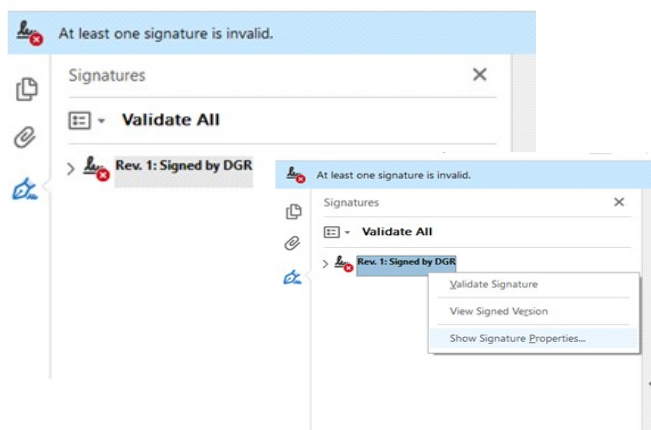 At least one signature is invalid.
Signatures
Validate All
Rev. 1: Signed by DGR
At least one signature is invalid.
Signatures
Validate All
Rev. 1: Signed by DGR
Validate Signature
View Signed Version
Show Signature Properties...